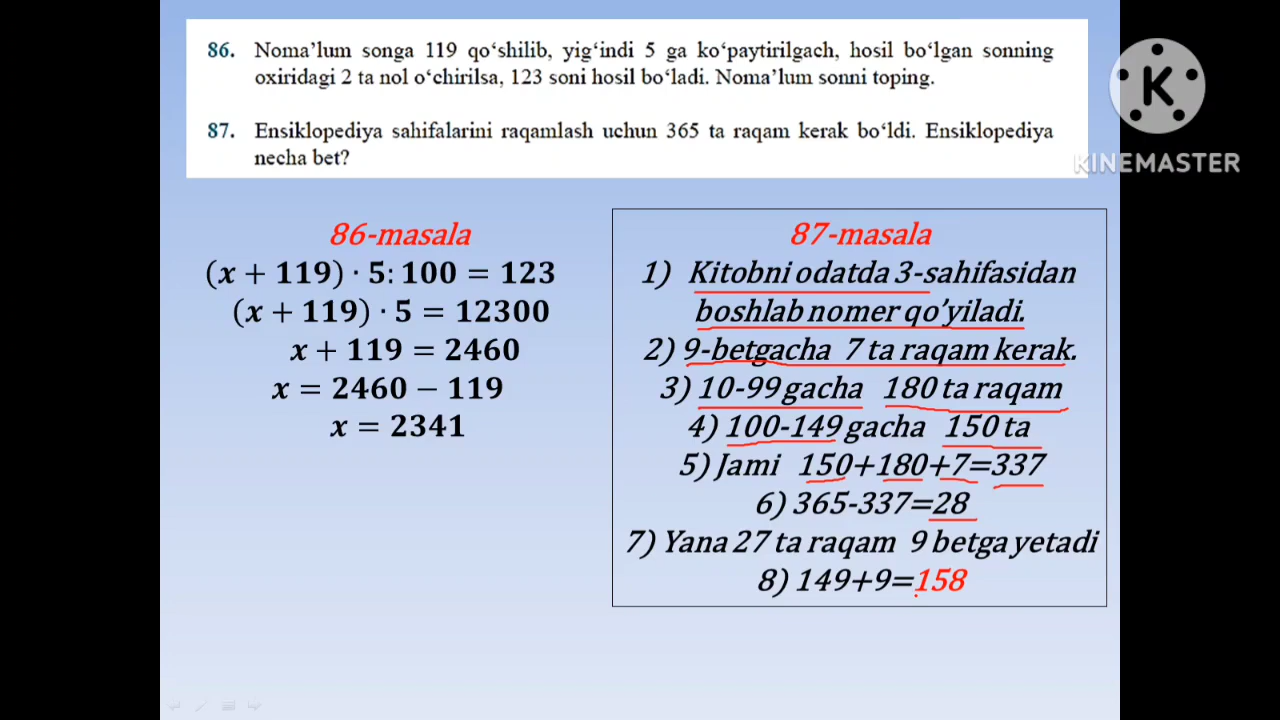 86. Noma’lum songa 119 qo‘shilib, yig‘indi 5 ga ko‘paytirilgach, hosil bo‘lgan sonning
oxiridagi 2 ta nol o‘chirilsa, 123 soni hosil bo‘ladi. Noma’lum sonni toping.
87. Ensiklopediya sahifalarini raqamlash uchun 365 ta raqam kerak bo‘ldi. Ensiklopediya
necha bet?
K
KINEMASTER
86-masala
(x + 119) · 5: 100 = 123
(x + 119) · 5 = 12300
x + 119 = 2460
x = 2460 − 119
x = 2341
87-masala
1) Kitobni odatda 3-sahifasidan
boshlab nomer qo’yiladi.
2) 9-betgacha 7 ta raqam kerak.
3) 10-99 gacha 180 ta raqam
4) 100-149 gacha 150 ta
5) Jami 150+180+7=337
6) 365-337=28
7) Yana 27 ta raqam 9 betga yetadi
8) 149+9=158